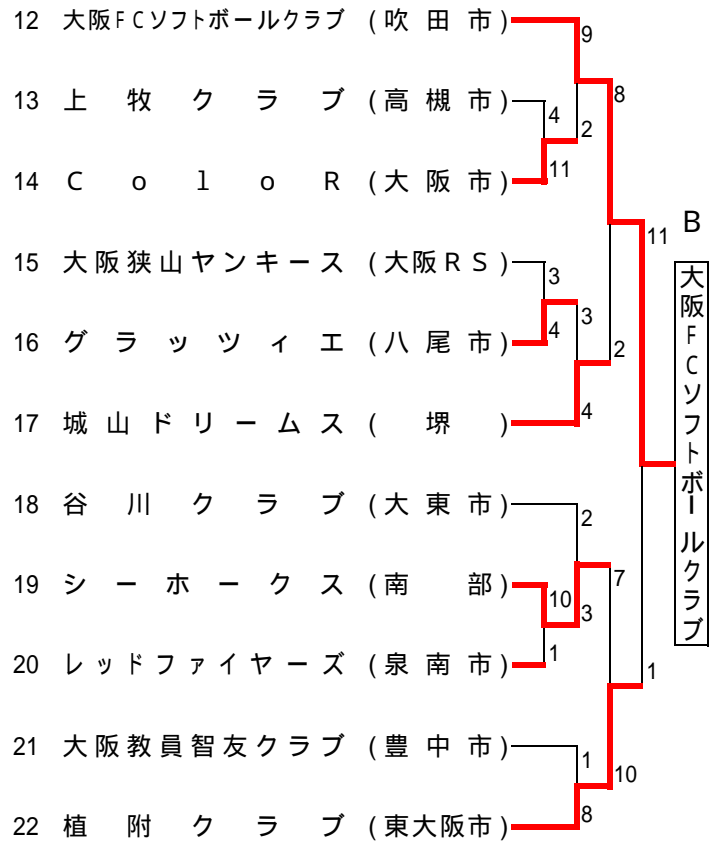 12 大阪FCソフトボールクラブ (吹田市) 9
8
13 上牧クラブ (高槻市) 4
2
14 ColoR (大阪市) 11
11 B
15 大阪狭山ヤンキース (大阪RS) 3
3
16 グラッツィエ (八尾市) 4
2
17 城山ドリームス (堺) 4
大阪FCソフトボールクラブ
18 谷川クラブ (大東市) 2
7
19 シーホークス (南部) 10
3
20 レッドファイヤーズ (泉南市) 1
1
21 大阪教員智友クラブ (豊中市) 1
10
22 植附クラブ (東大阪市) 8